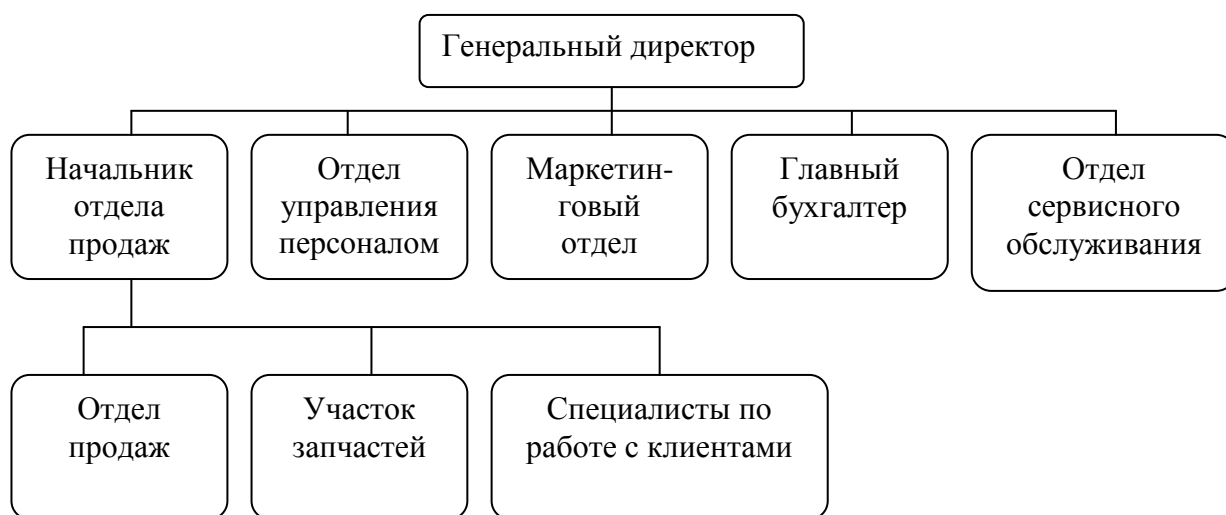 Генеральный директор
Начальник
отдела
продаж
Отдел
управления
персоналом
Маркетин-
говый
отдел
Главный
бухгалтер
Отдел
сервисного
обслуживания
Отдел
продаж
Участок
запчастей
Специалисты по
работе с клиентами